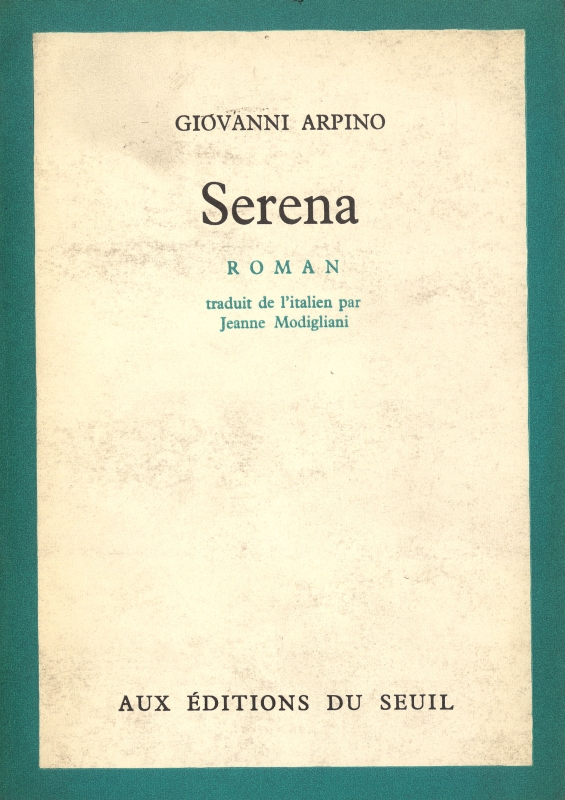 GIOVANNI ARPINO
Serena
ROMAN
traduit de l'italien par
Jeanne Modigliani
AUX ÉDITIONS DU SEUIL